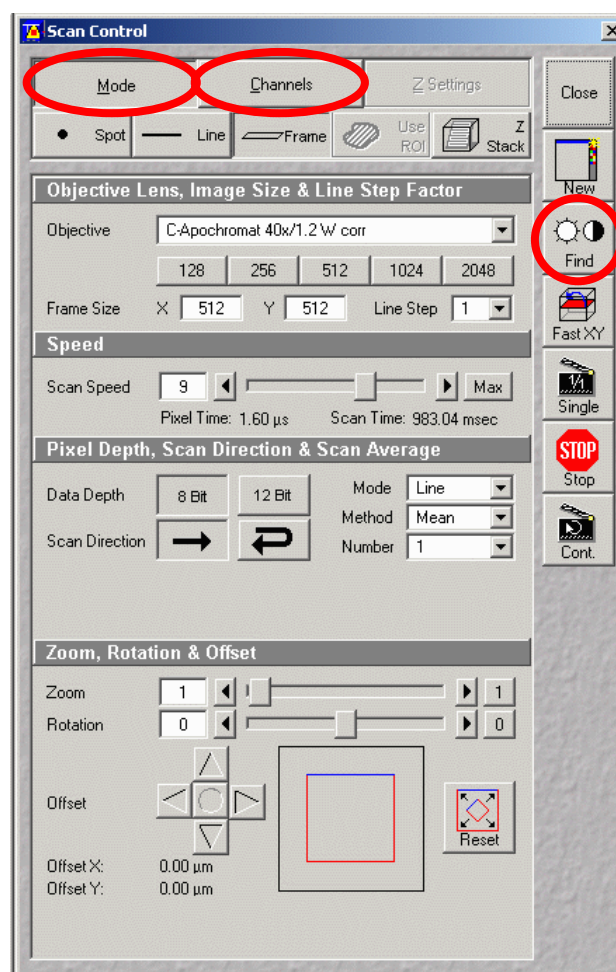 Scan Control
Mode Channels Z Settings
Spot Line Frame Use ROI Z Stack
Objective Lens, Image Size & Line Step Factor
Objective C-Apochromat 40x/1.2 W corr
128 256 512 1024 2048
Frame Size X 512 Y 512 Line Step 1
Speed
Scan Speed 9 Max
Pixel Time: 1.60 µs Scan Time: 983.04 msec
Pixel Depth, Scan Direction & Scan Average
Data Depth 8 Bit 12 Bit Mode Line
Method Mean
Scan Direction Number 1
Zoom, Rotation & Offset
Zoom 1 1
Rotation 0 0
Offset
Reset
Offset X: 0.00 µm
Offset Y: 0.00 µm
Close
New
Find
Fast XY
1/1
Single
STOP
Stop
Cont.